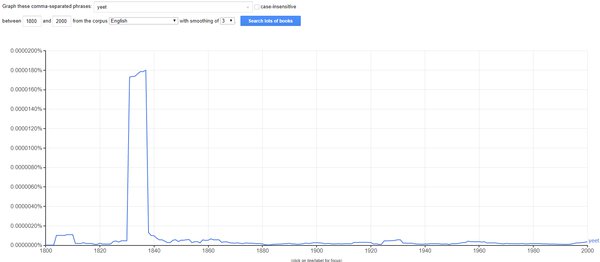 Graph these comma-separated phrases: yeet case-insensitive
between 1800 and 2000 from the corpus English with smoothing of 3 . Search lots of books
0.0000200%
0.0000180%
0.0000160%
0.0000140%
0.0000120%
0.0000100%
0.0000080%
0.0000060%
0.0000040%
0.0000020%
0.0000000%
1800 1820 1840 1860 1880 1900 1920 1940 1960 1980 2000
yeet
(click on line/label for focus)